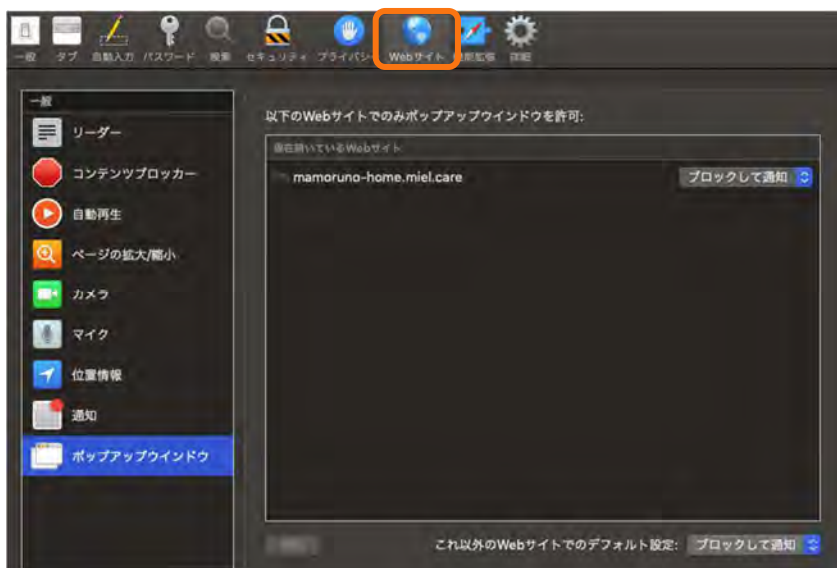 一般 タブ 自動入力 パスワード 検索 セキュリティ プライバシー Webサイト 機能拡張 詳細
一般
リーダー
コンテンツブロッカー
自動再生
ページの拡大/縮小
カメラ
マイク
位置情報
通知
ポップアップウインドウ
以下のWebサイトでのみポップアップウインドウを許可:
現在開いているWebサイト
mamoruno-home.miel.care ブロックして通知
これ以外のWebサイトでのデフォルト設定: ブロックして通知